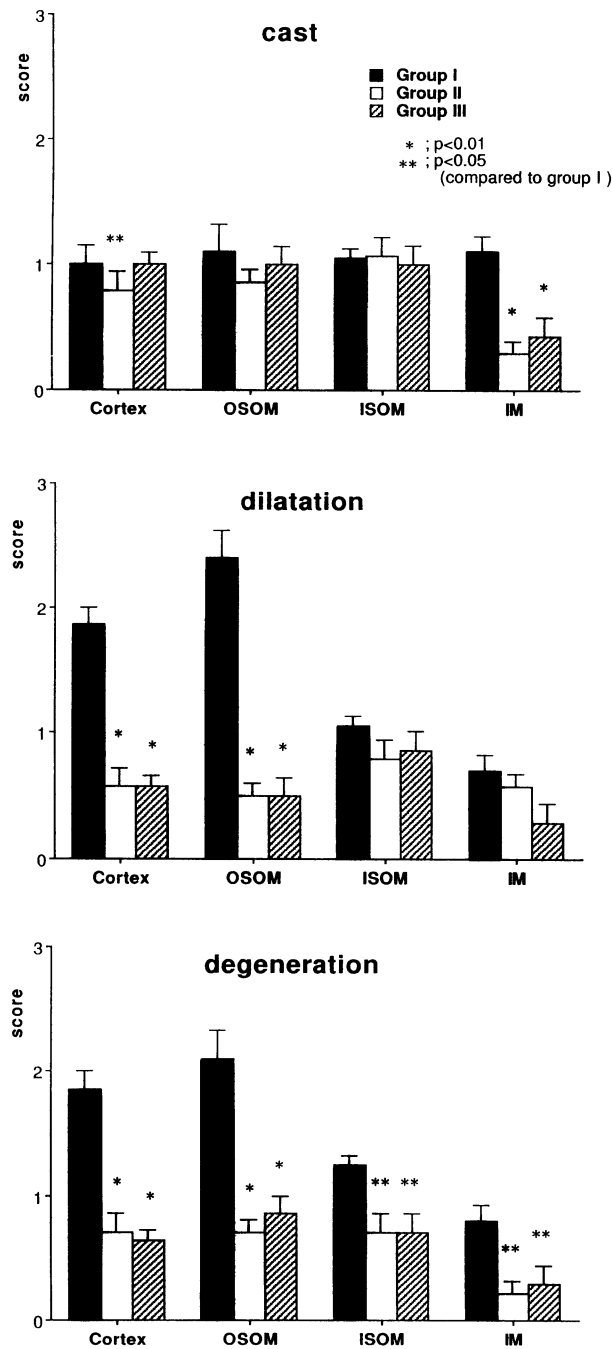 cast
score
3
2
1
0
Group I
Group II
Group III
* ; p<0.01
** ; p<0.05
(compared to group I )
**
*
*
Cortex OSOM ISOM IM
dilatation
score
3
2
1
0
* *
* *
Cortex OSOM ISOM IM
degeneration
score
3
2
1
0
* *
* *
** **
** **
Cortex OSOM ISOM IM